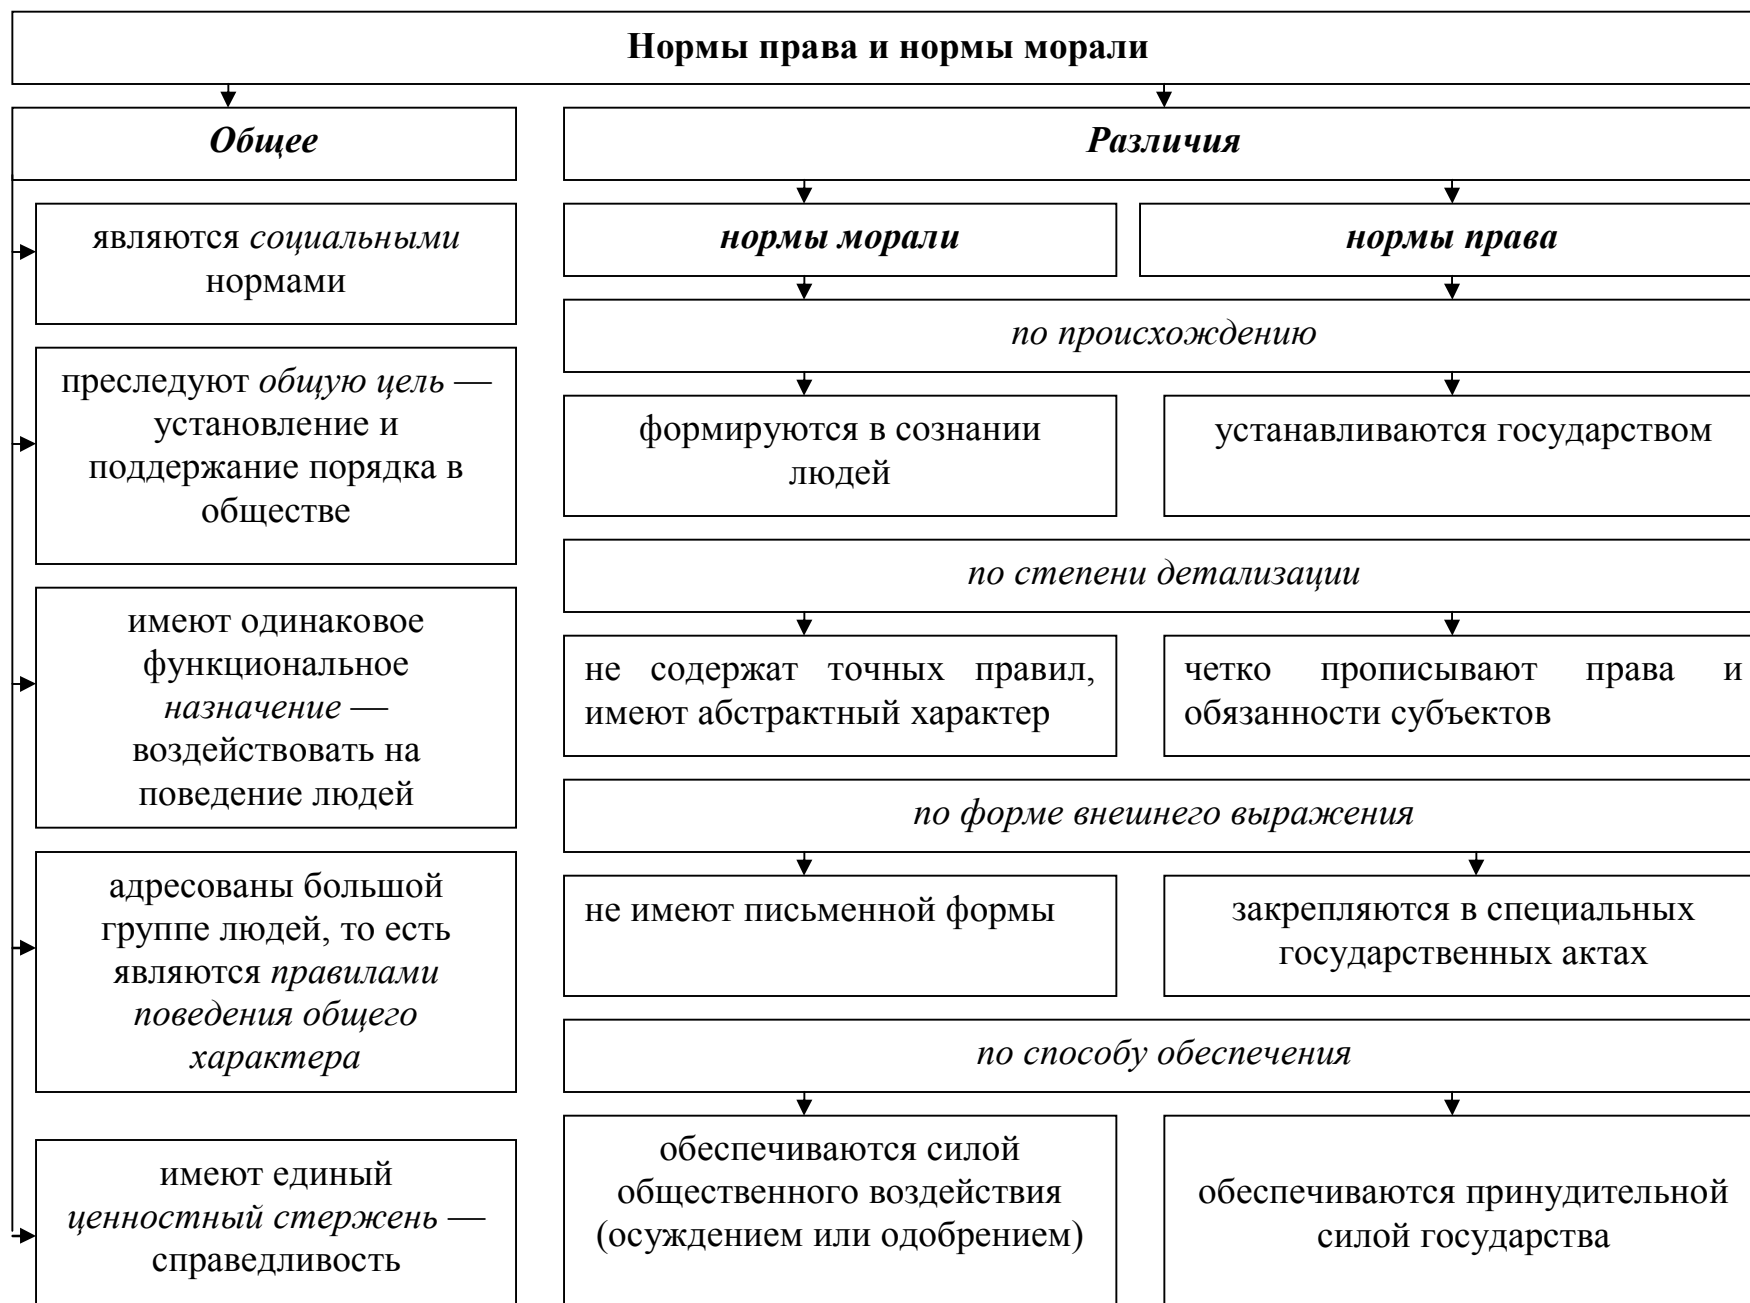 Нормы права и нормы морали
Общее
являются социальными
нормами
преследуют общую цель —
установление и
поддержание порядка в
обществе
имеют одинаковое
функциональное
назначение —
воздействовать на
поведение людей
адресованы большой
группе людей, то есть
являются правилами
поведения общего
характера
имеют единый
ценностный стержень —
справедливость
Различия
нормы морали
нормы права
по происхождению
формируются в сознании
людей
устанавливаются государством
по степени детализации
не содержат точных правил,
имеют абстрактный характер
четко прописывают права и
обязанности субъектов
по форме внешнего выражения
не имеют письменной формы
закрепляются в специальных
государственных актах
по способу обеспечения
обеспечиваются силой
общественного воздействия
(осуждением или одобрением)
обеспечиваются принудительной
силой государства